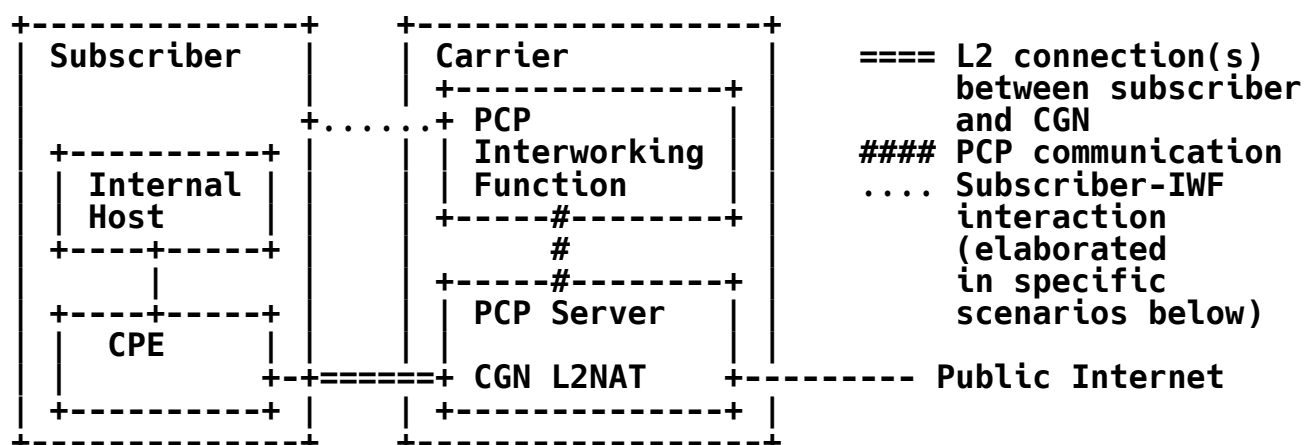 +--------------+    +------------------+
| Subscriber   |    | Carrier          |    ==== L2 connection(s)
|              |    | +--------------+ |         between subscriber
|              +......+ PCP          | |         and CGN
| +----------+ |    | | Interworking | |    #### PCP communication
| | Internal | |    | | Function     | |    .... Subscriber-IWF
| | Host     | |    | +-----#--------+ |         interaction
| +----+-----+ |    |       #          |         (elaborated
|      |       |    | +-----#--------+ |         in specific
| +----+-----+ |    | | PCP Server   | |         scenarios below)
| |   CPE    | |    | |              | |
| |          +-+======+ CGN L2NAT    +--------- Public Internet
| +----------+ |    | +--------------+ |
+--------------+    +------------------+